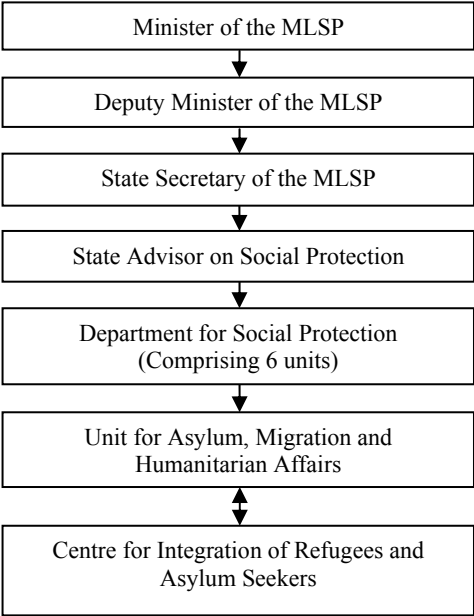 Minister of the MLSP
Deputy Minister of the MLSP
State Secretary of the MLSP
State Advisor on Social Protection
Department for Social Protection
(Comprising 6 units)
Unit for Asylum, Migration and
Humanitarian Affairs
Centre for Integration of Refugees and
Asylum Seekers